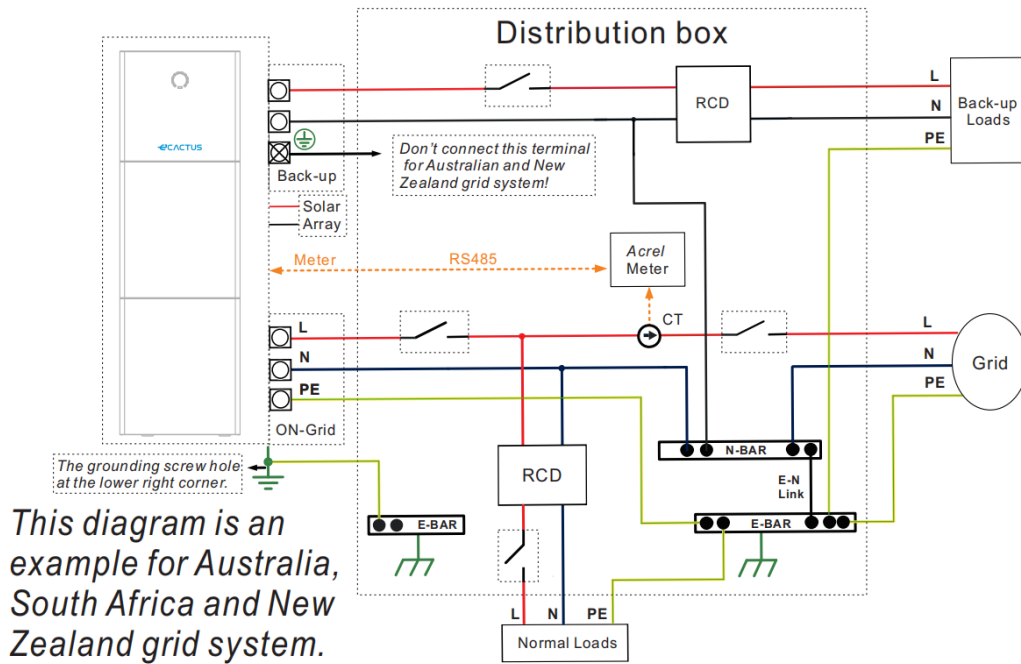 Distribution box
L
RCD
N
Back-up
Loads
PE
eCACTUS
Don't connect this terminal
for Australian and New
Zealand grid system!
Back-up
Solar
Array
Meter
RS485
Acrel
Meter
CT
L
L
N
N
PE
PE
Grid
ON-Grid
N-BAR
The grounding screw hole
at the lower right corner.
RCD
E-N
Link
E-BAR
E-BAR
This diagram is an
example for Australia,
South Africa and New
Zealand grid system.
L
N
PE
Normal Loads